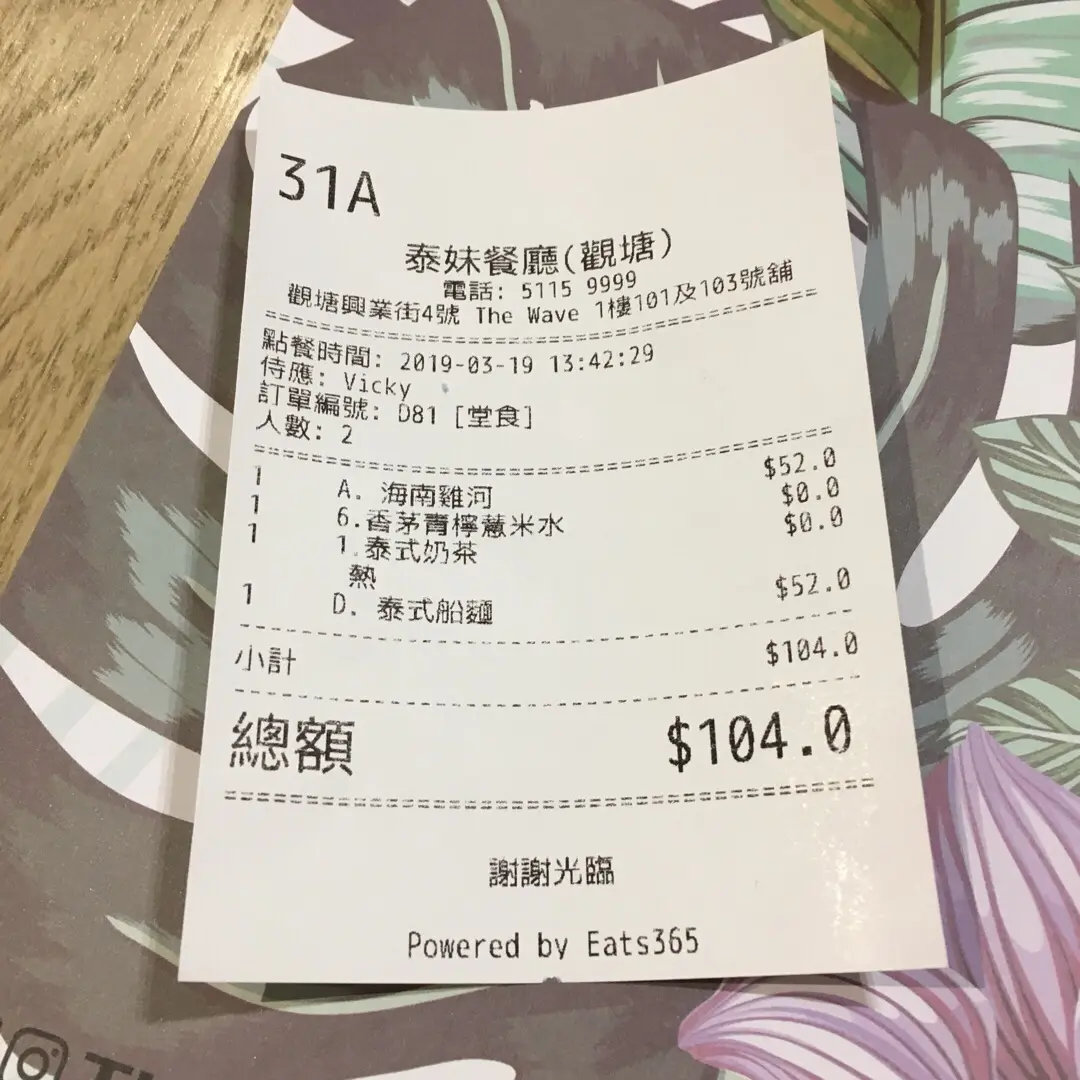 31A
泰妹餐廳(觀塘)
電話: 5115 9999
觀塘興業街4號 The Wave 1樓101及103號舖
點餐時間: 2019-03-19 13:42:29
侍應: Vicky
訂單編號: D81 [堂食]
人數: 2
1 A. 海南雞河 $52.0
1 6.香茅青檸薏米水 $0.0
1 1.泰式奶茶 $0.0
熱
1 D. 泰式船麵 $52.0
小計 $104.0
總額 $104.0
謝謝光臨
Powered by Eats365